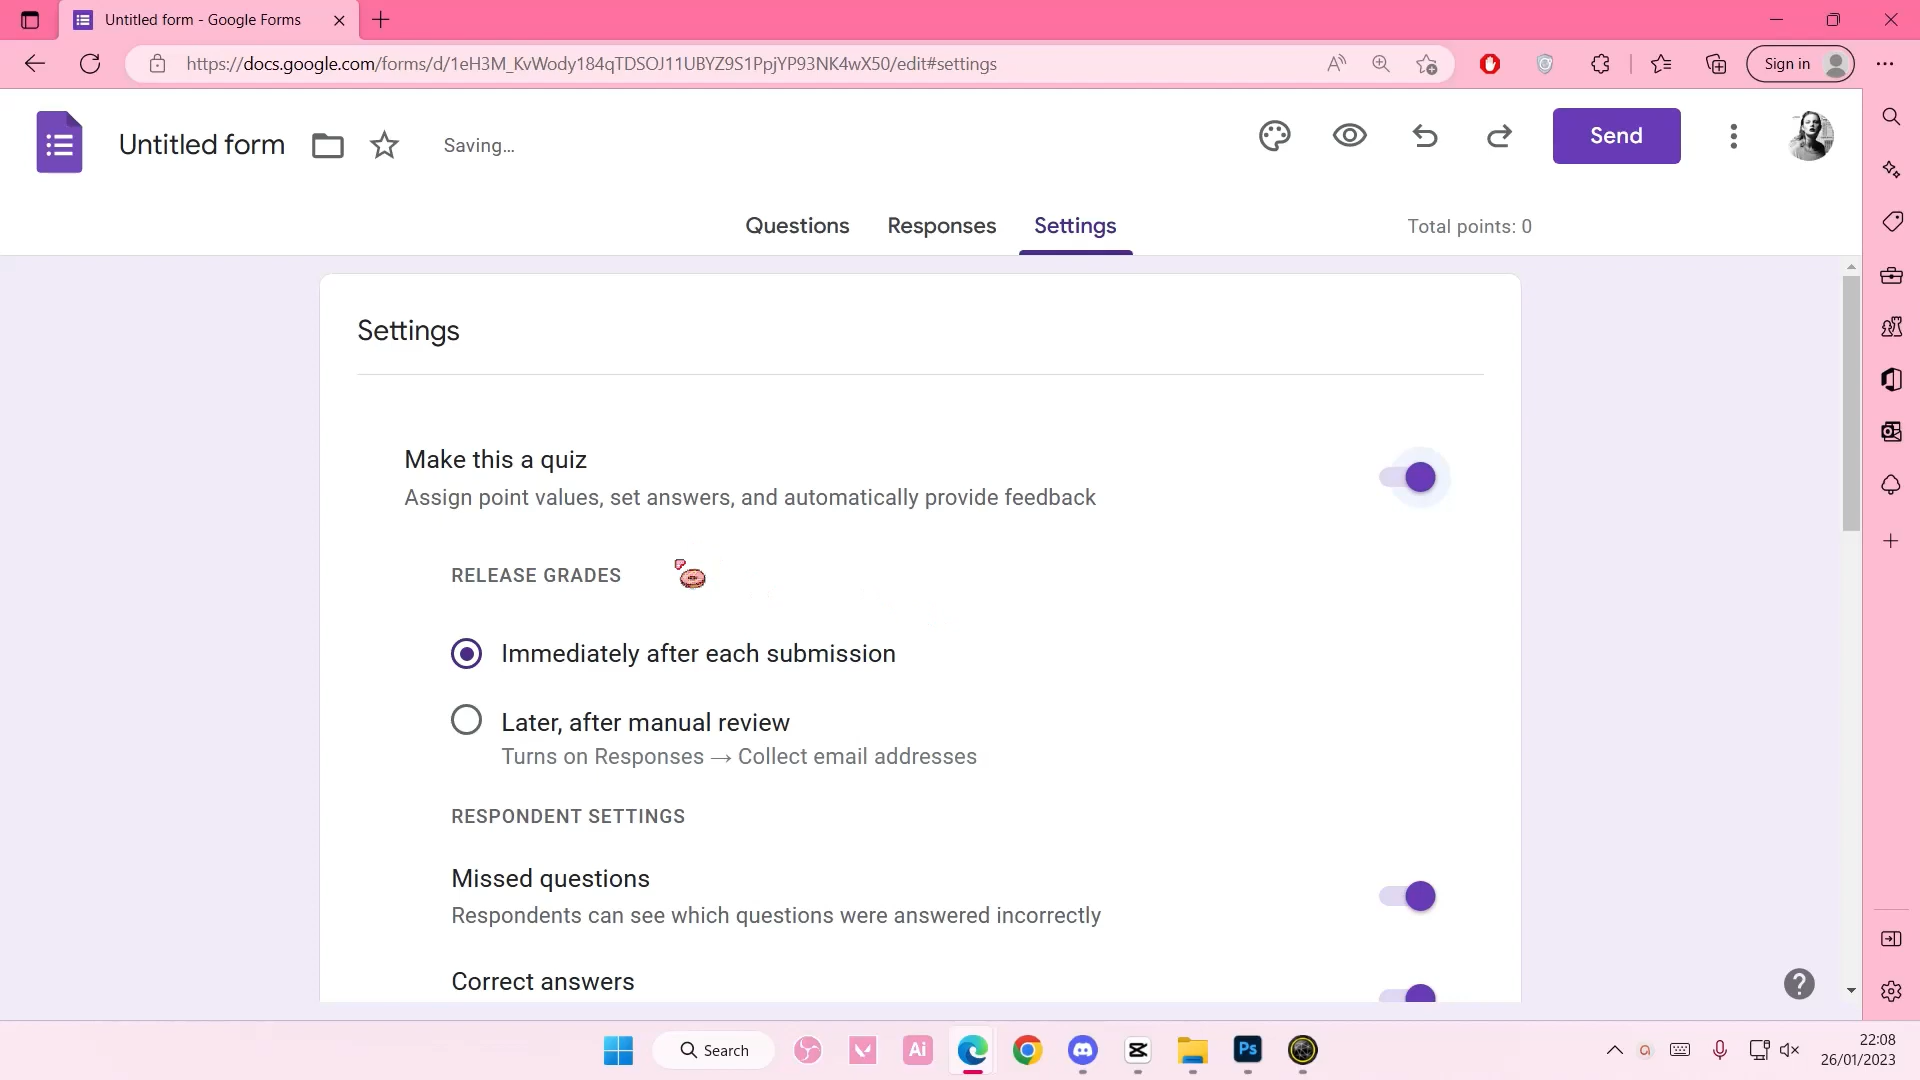 Untitled form - Google Forms
https://docs.google.com/forms/d/1eH3M_KvWody184qTDSOJ11UBYZ9S1PpjYP93NK4wX50/edit#settings
Sign in
Untitled form
Saving...
Send
Questions
Responses
Settings
Total points: 0
Settings
Make this a quiz
Assign point values, set answers, and automatically provide feedback
RELEASE GRADES
Immediately after each submission
Later, after manual review
Turns on Responses → Collect email addresses
RESPONDENT SETTINGS
Missed questions
Respondents can see which questions were answered incorrectly
Correct answers
Search
Ai
Ps
22:08
26/01/2023